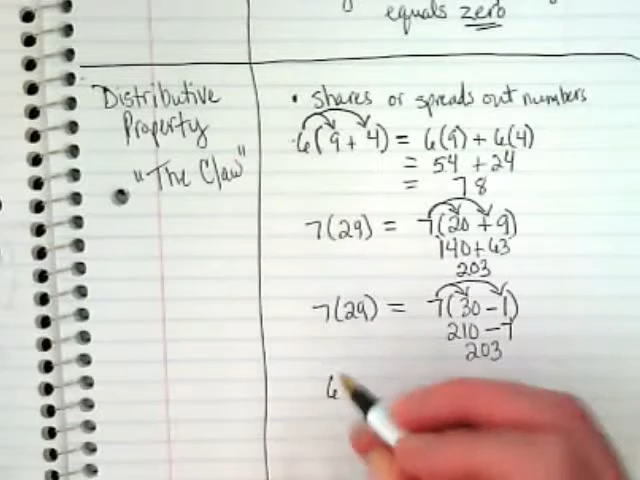 equals zero
Distributive
Property
"The Claw"
• shares or spreads out numbers
6(9+4) = 6(9) + 6(4)
= 54 + 24
= 78
7(29) = 7(20+9)
140+63
203
7(29) = 7(30-1)
210-7
203
6